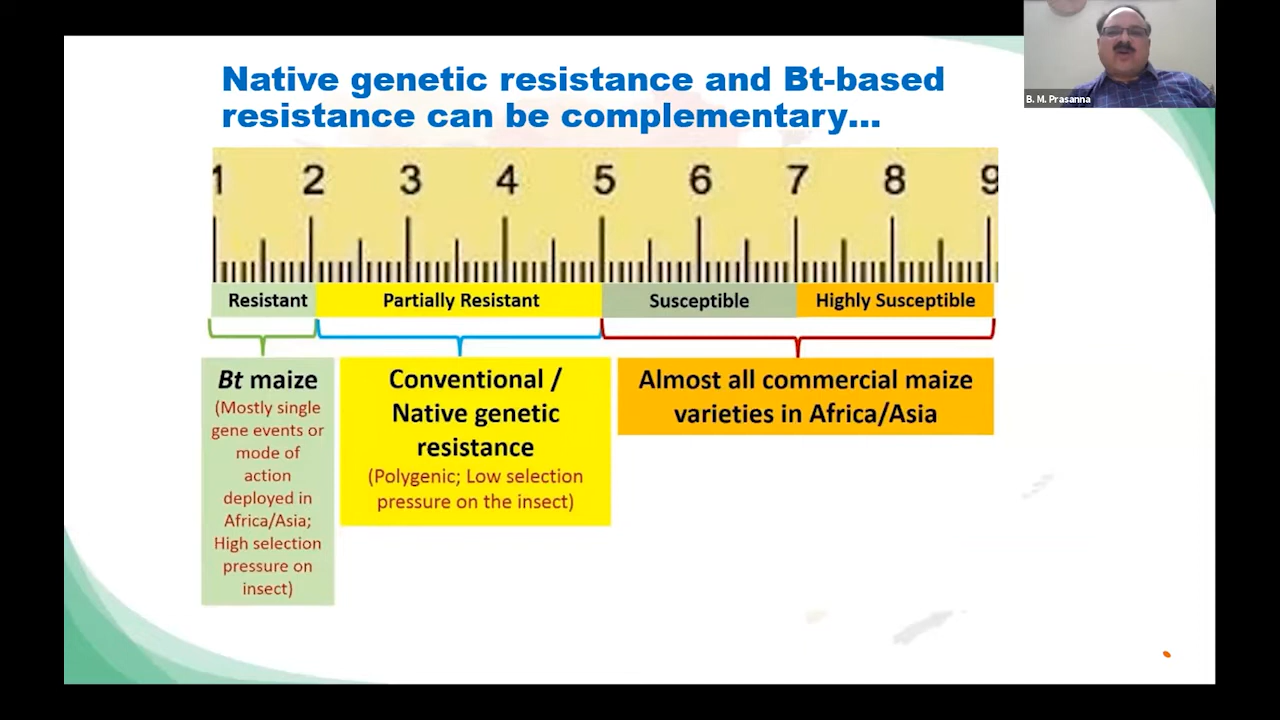 B. M. Prasanna
Native genetic resistance and Bt-based
resistance can be complementary...
1 2 3 4 5 6 7 8 9
Resistant Partially Resistant Susceptible Highly Susceptible
Bt maize
(Mostly single
gene events or
mode of
action
deployed in
Africa/Asia;
High selection
pressure on
insect)
Conventional /
Native genetic
resistance
(Polygenic; Low selection
pressure on the insect)
Almost all commercial maize
varieties in Africa/Asia